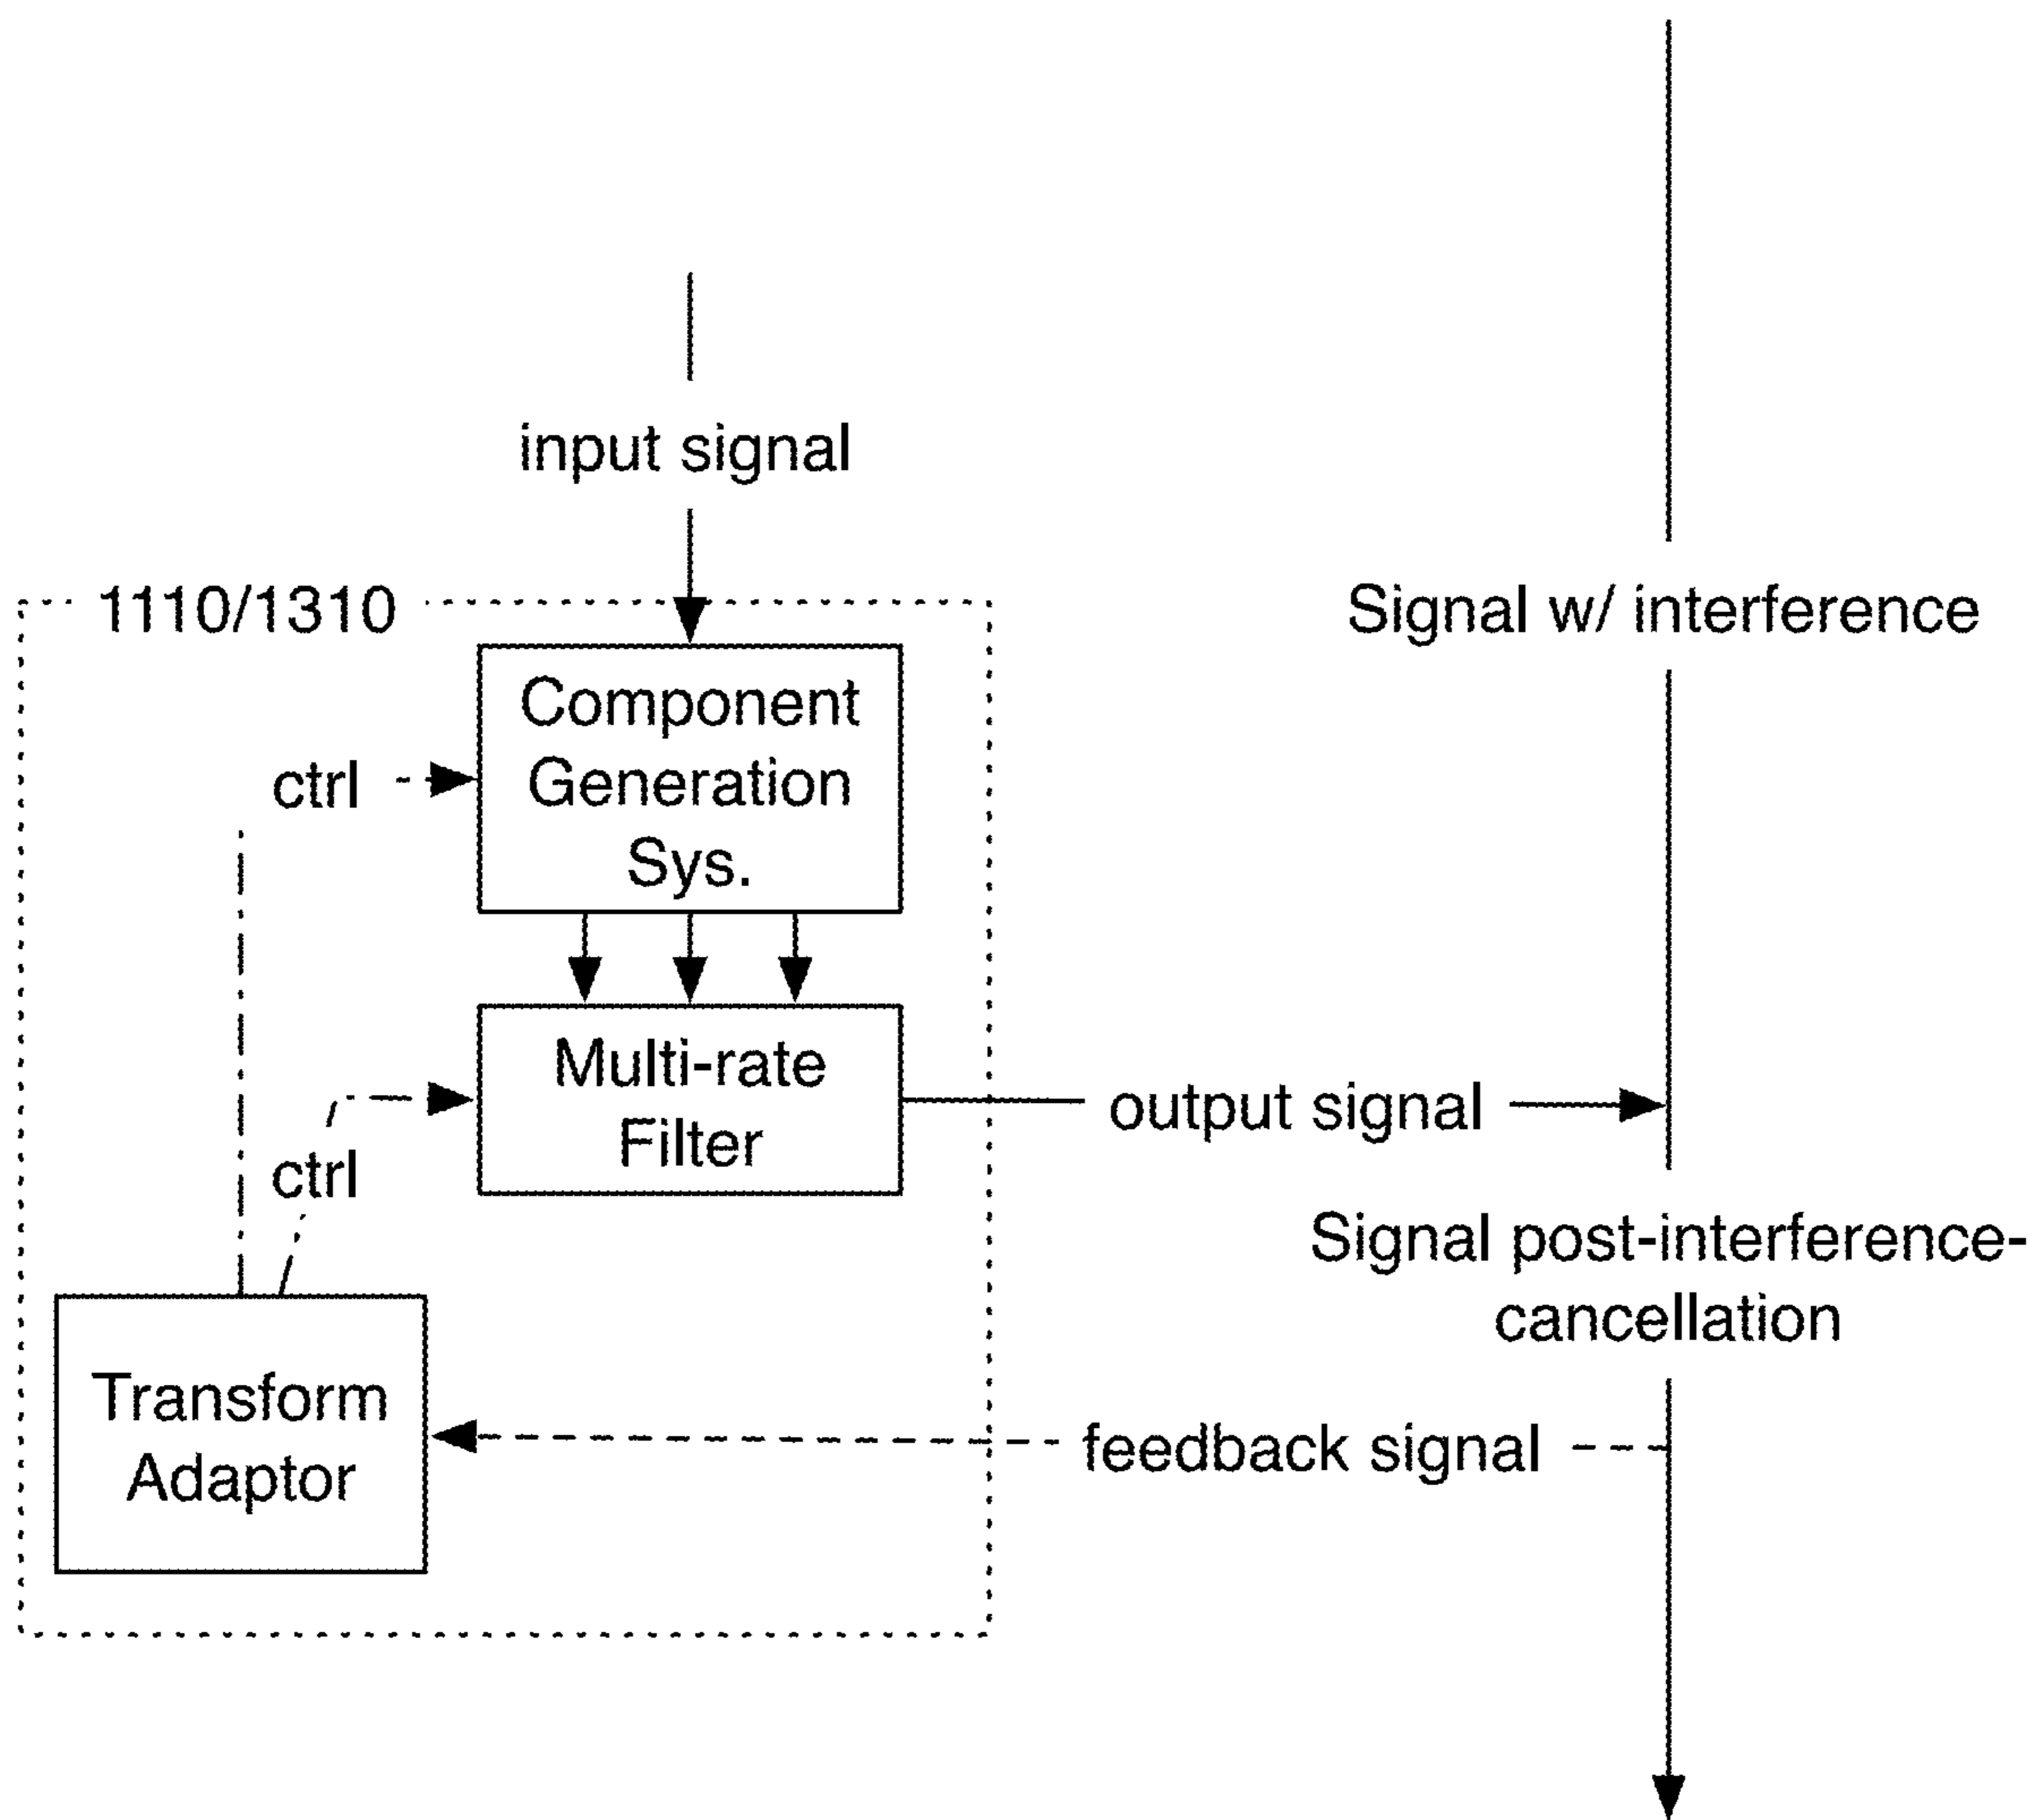 input signal
1110/1310
Signal w/ interference
Component
Generation
Sys.
ctrl
Multi-rate
Filter
output signal
ctrl
Signal post-interference-
cancellation
Transform
Adaptor
feedback signal